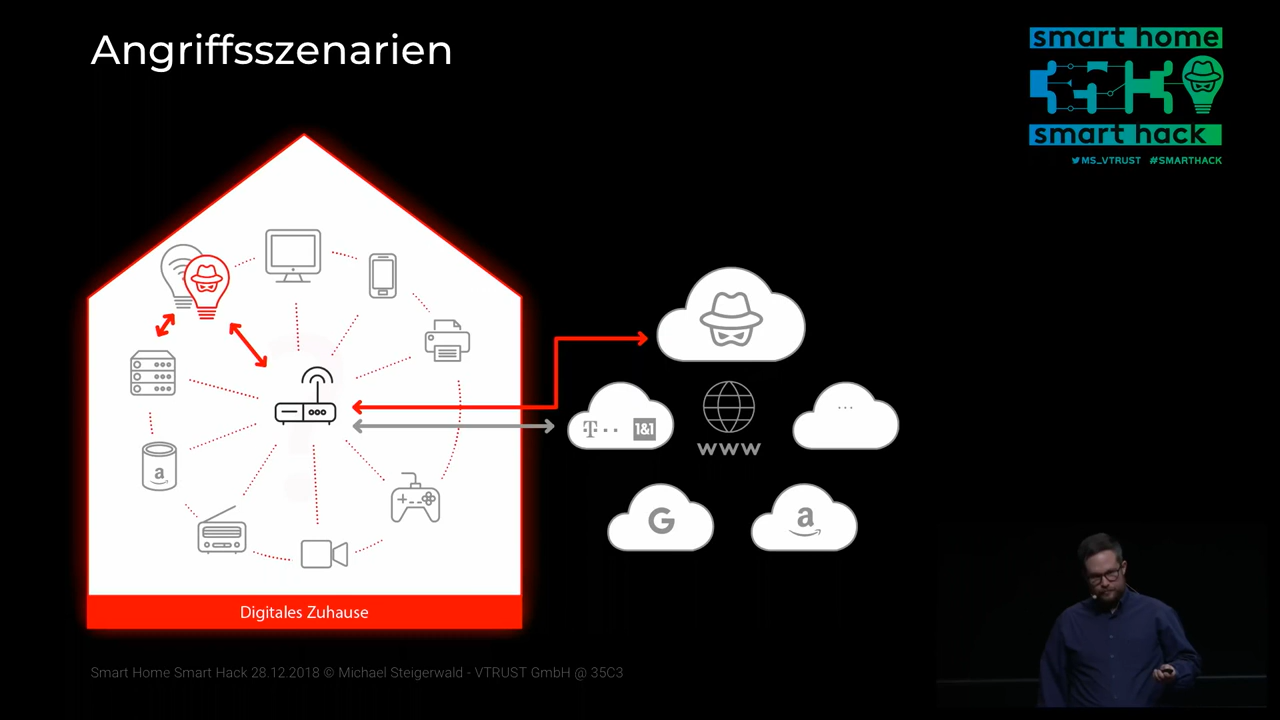 Angriffsszenarien
smart home
35C3
smart hack
MS_VTRUST #SMARTHACK
T · · 1&1
...
WWW
a
G
a
Digitales Zuhause
Smart Home Smart Hack 28.12.2018 © Michael Steigerwald - VTRUST GmbH @ 35C3